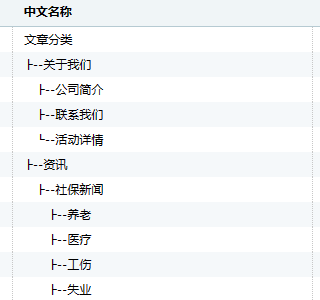 中文名称
文章分类
├--关于我们
├--公司简介
├--联系我们
└--活动详情
├--资讯
├--社保新闻
├--养老
├--医疗
├--工伤
├--失业